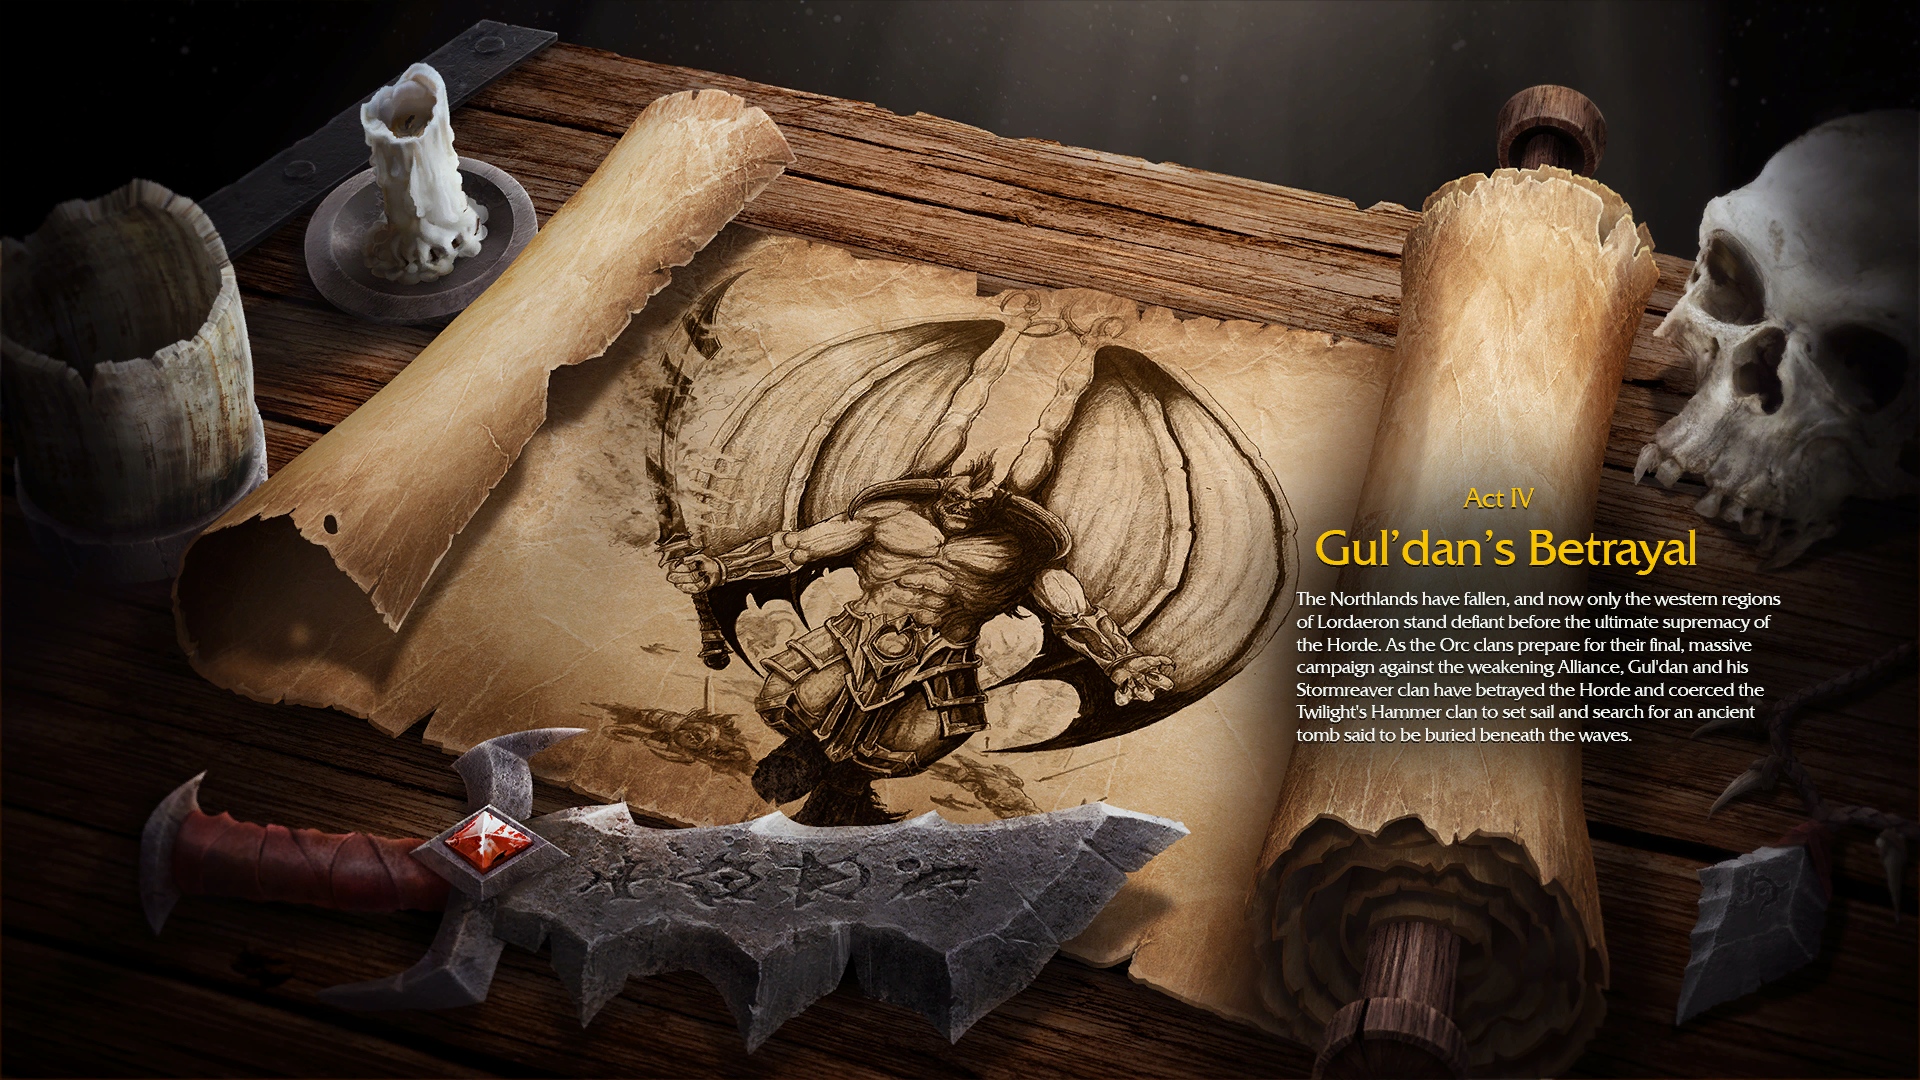 Act IV
Gul’dan’s Betrayal
The Northlands have fallen, and now only the western regions
of Lordaeron stand defiant before the ultimate supremacy of
the Horde. As the Orc clans prepare for their final, massive
campaign against the weakening Alliance, Gul'dan and his
Stormreaver clan have betrayed the Horde and coerced the
Twilight's Hammer clan to set sail and search for an ancient
tomb said to be buried beneath the waves.